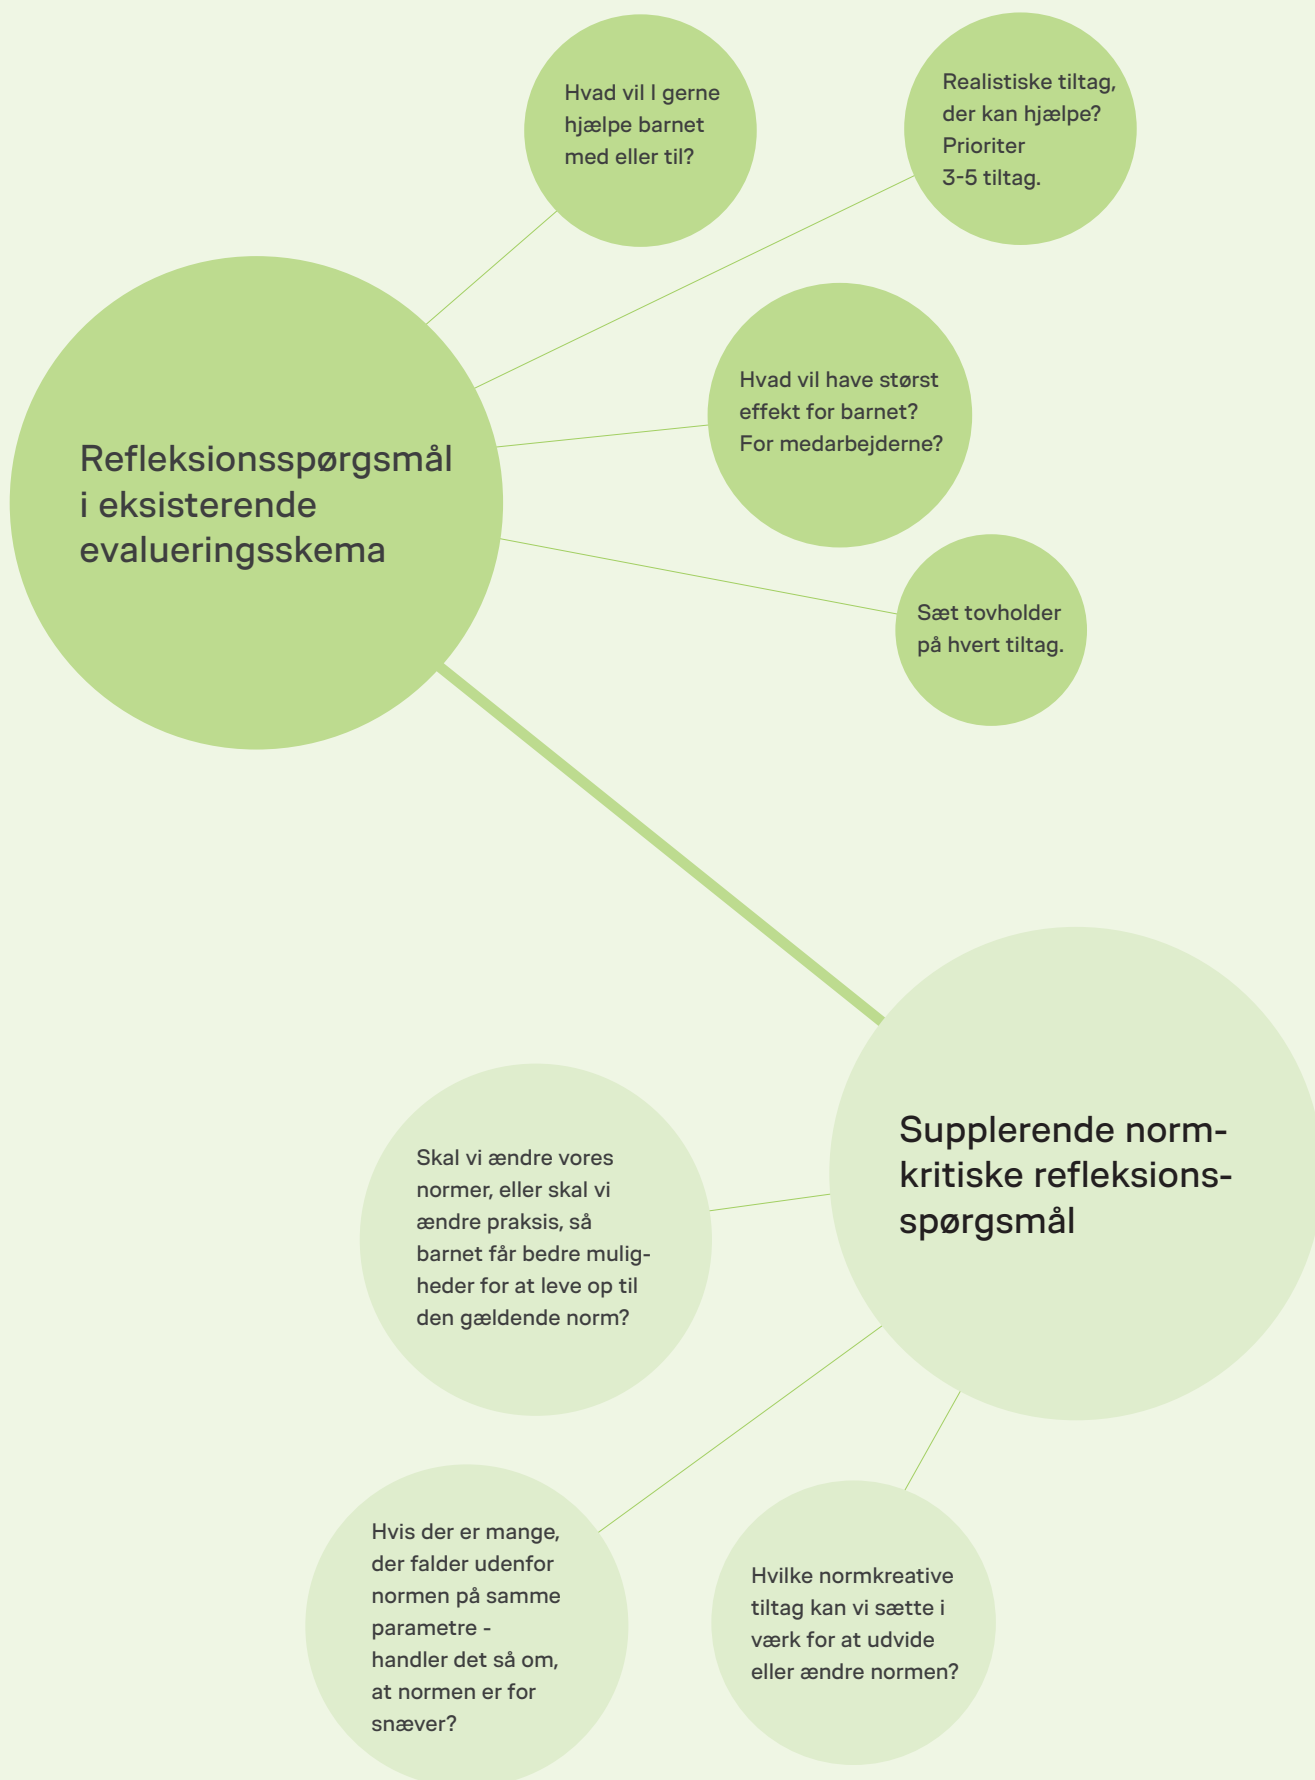 Hvad vil I gerne
hjælpe barnet
med eller til?
Realistiske tiltag,
der kan hjælpe?
Prioriter
3-5 tiltag.
Hvad vil have størst
effekt for barnet?
For medarbejderne?
Refleksionsspørgsmål
i eksisterende
evalueringsskema
Sæt tovholder
på hvert tiltag.
Supplerende norm-
kritiske refleksions-
spørgsmål
Skal vi ændre vores
normer, eller skal vi
ændre praksis, så
barnet får bedre mulig-
heder for at leve op til
den gældende norm?
Hvis der er mange,
der falder udenfor
normen på samme
parametre -
handler det så om,
at normen er for
snæver?
Hvilke normkreative
tiltag kan vi sætte i
værk for at udvide
eller ændre normen?